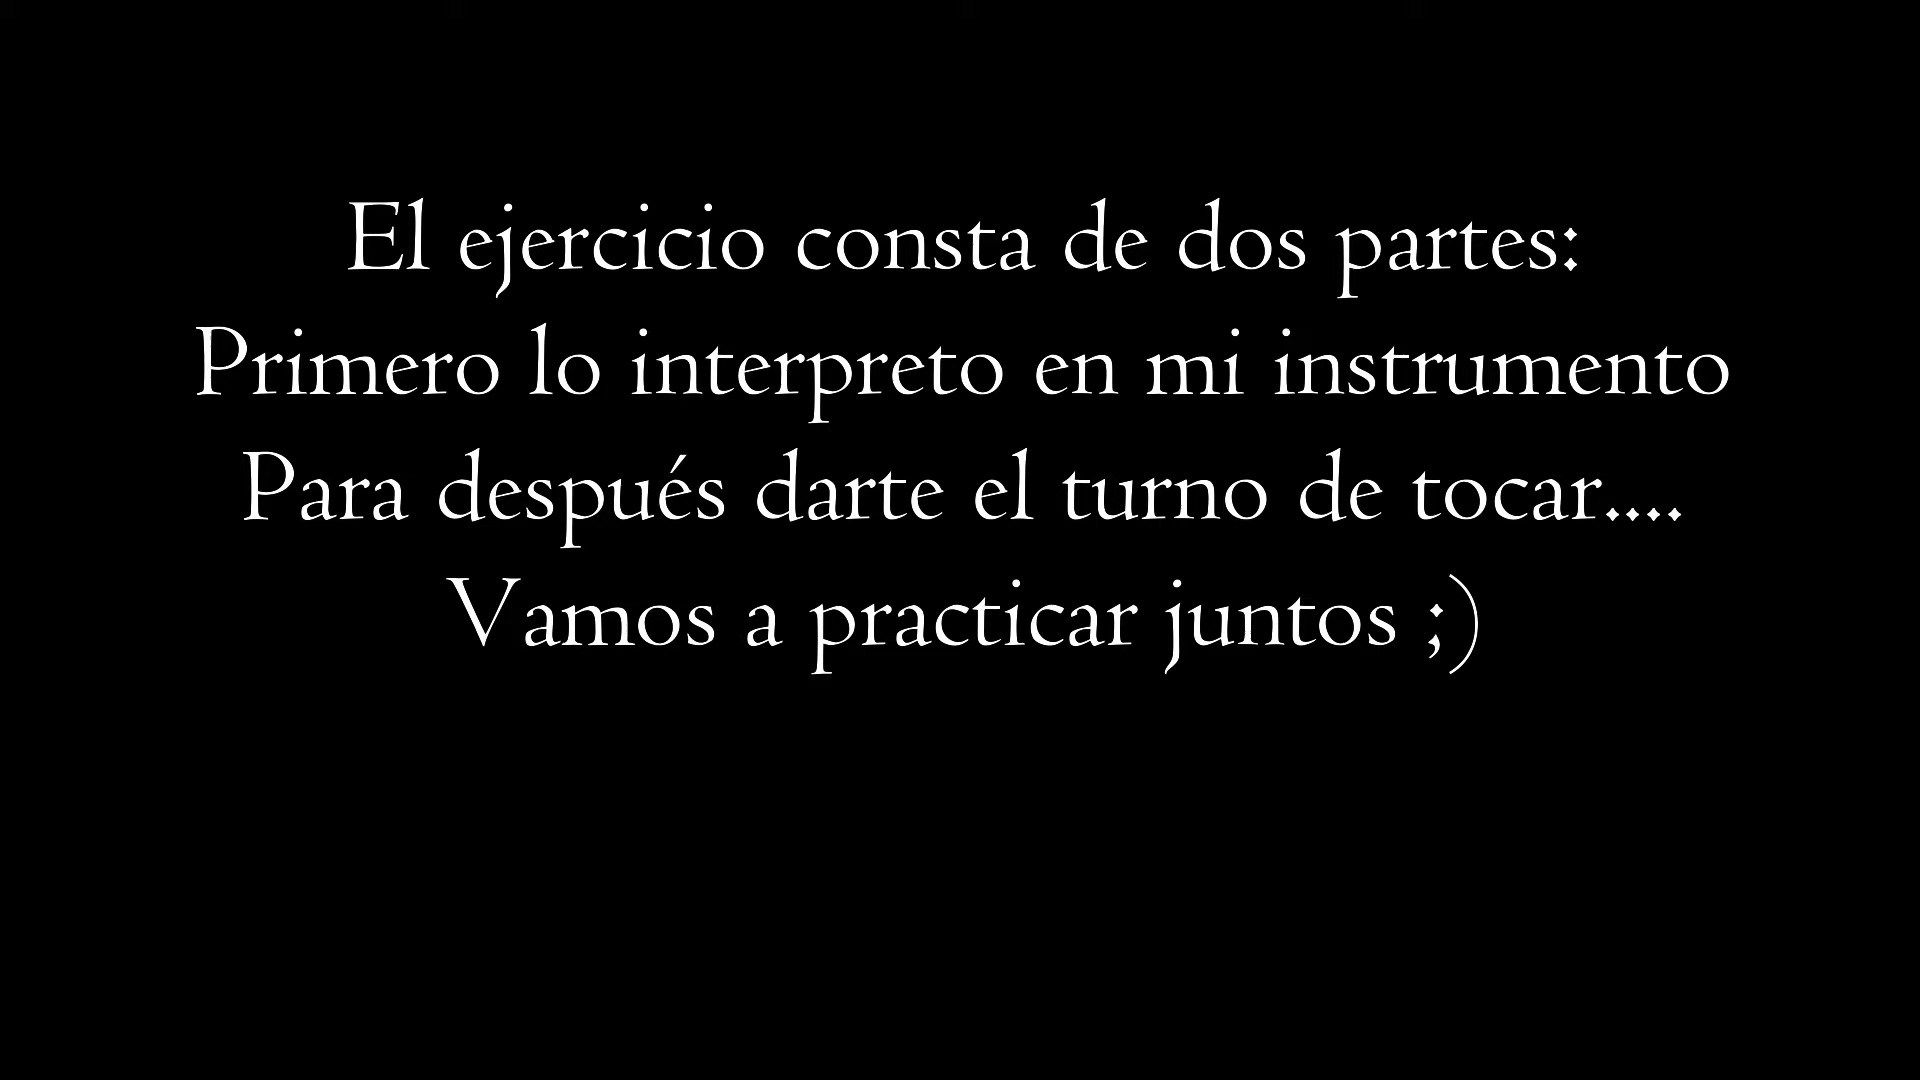 El ejercicio consta de dos partes:
Primero lo interpreto en mi instrumento
Para después darte el turno de tocar....
Vamos a practicar juntos ;)